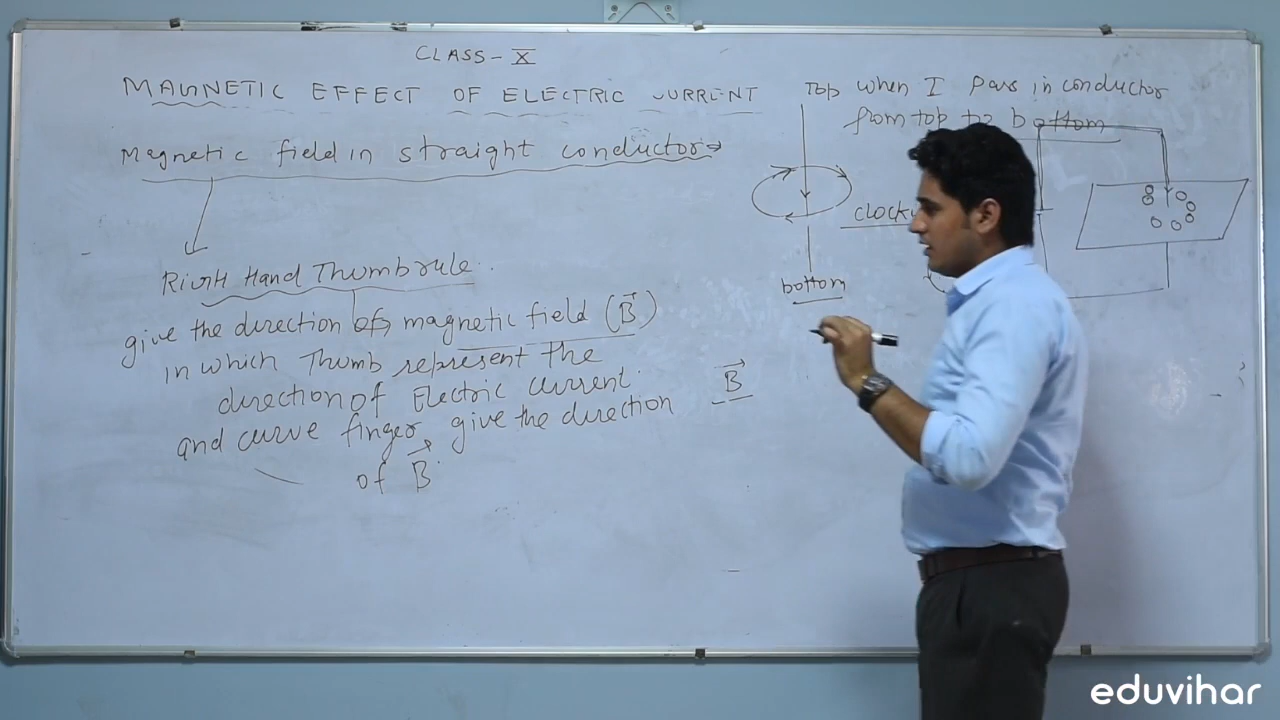 CLASS-X
MAGNETIC EFFECT OF ELECTRIC CURRENT
Magnetic field in straight conductor
Right Hand Thumb rule
give the direction of magnetic field (B)
in which Thumb represent the
direction of Electric current.
and curve finger, give the direction
of B.
B
Top when I Pass in conductor
from top to bottom
clockw
bottom
eduvihar